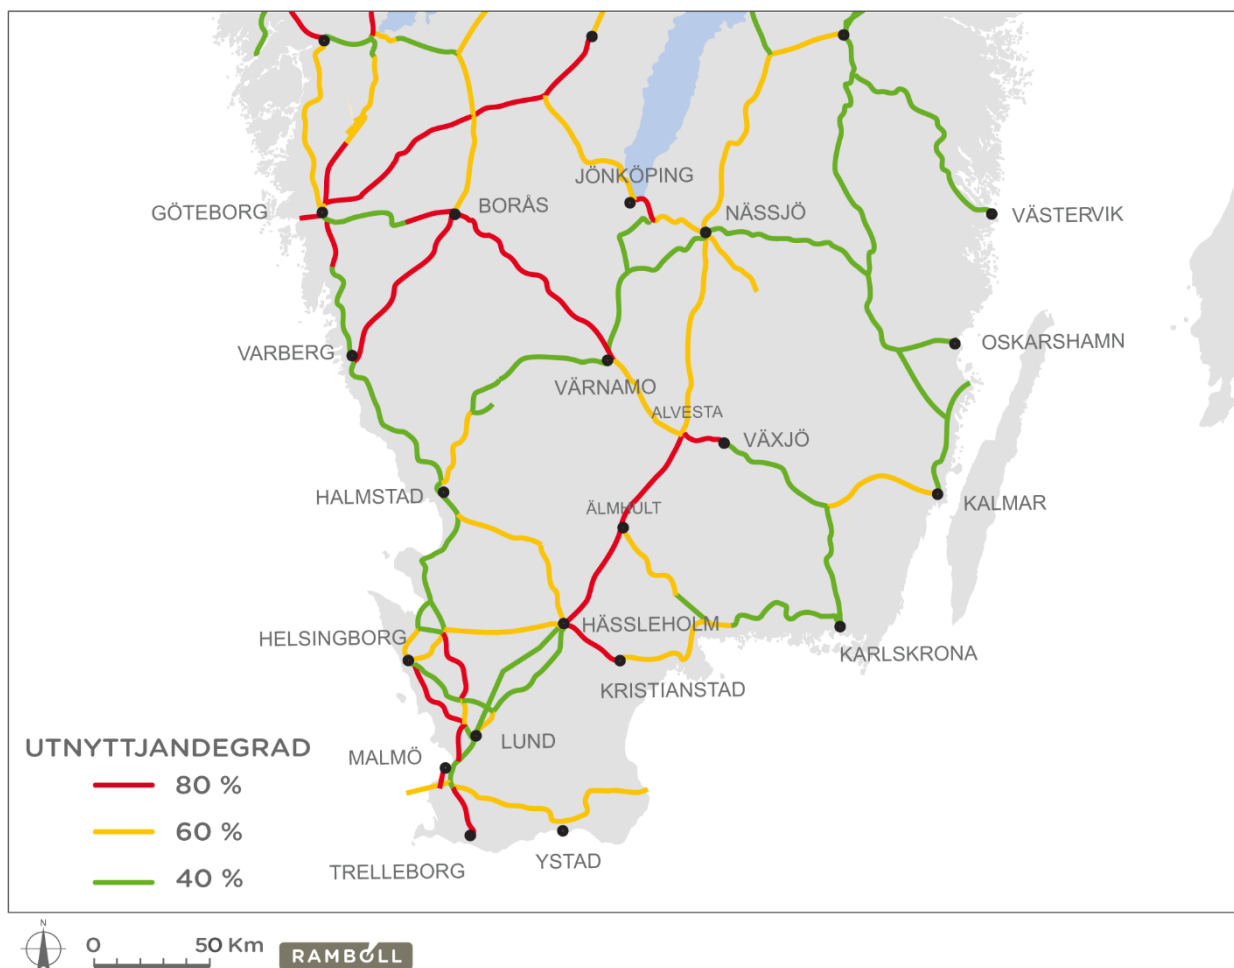 JÖNKÖPING
GÖTEBORG
BORÅS
NÄSSJÖ
VÄSTERVIK
VARBERG
OSKARSHAMN
VÄRNAMO
ALVESTA
VÄXJÖ
HALMSTAD
ÄLMHULT
KALMAR
HELSINGBORG
HÄSSLEHOLM
KARLSKRONA
KRISTIANSTAD
UTNYTTJANDEGRAD
MALMÖ
LUND
80 %
60 %
40 %
TRELLEBORG
YSTAD
N
0 50 Km
RAMBOLL